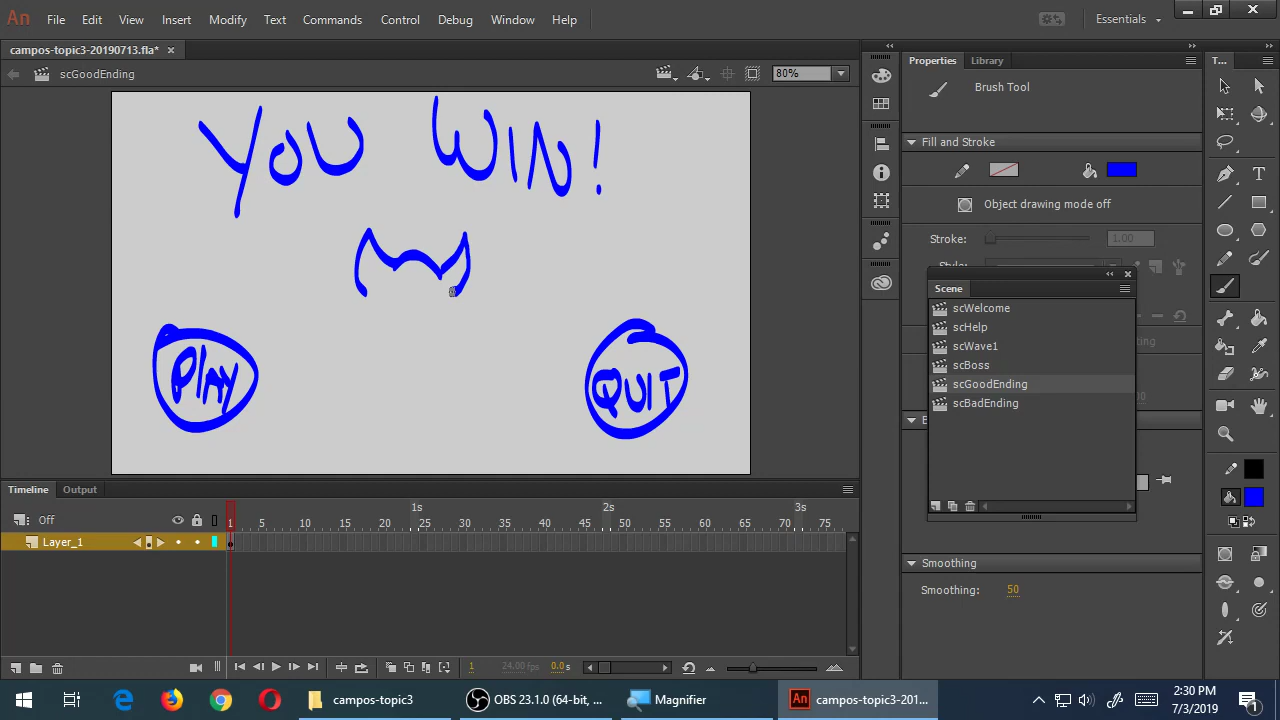 An File Edit View Insert Modify Text Commands Control Debug Window Help Essentials
campos-topic3-20190713.fla* ×
scGoodEnding 80%
YOU WIN!
Play
QUIT
Properties Library
Brush Tool
Fill and Stroke
Object drawing mode off
Stroke: 1.00
Style:
Scene
scWelcome
scHelp
scWave1
scBoss
scGoodEnding
scBadEnding
Smoothing
Smoothing: 50
T...
T
Timeline Output
Off 1s 2s 3s
1 5 10 15 20 25 30 35 40 45 50 55 60 65 70 75
Layer_1
1 24.00 fps 0.0 s
campos-topic3 OBS 23.1.0 (64-bit, ... Magnifier An campos-topic3-201...
2:30 PM
7/3/2019
1